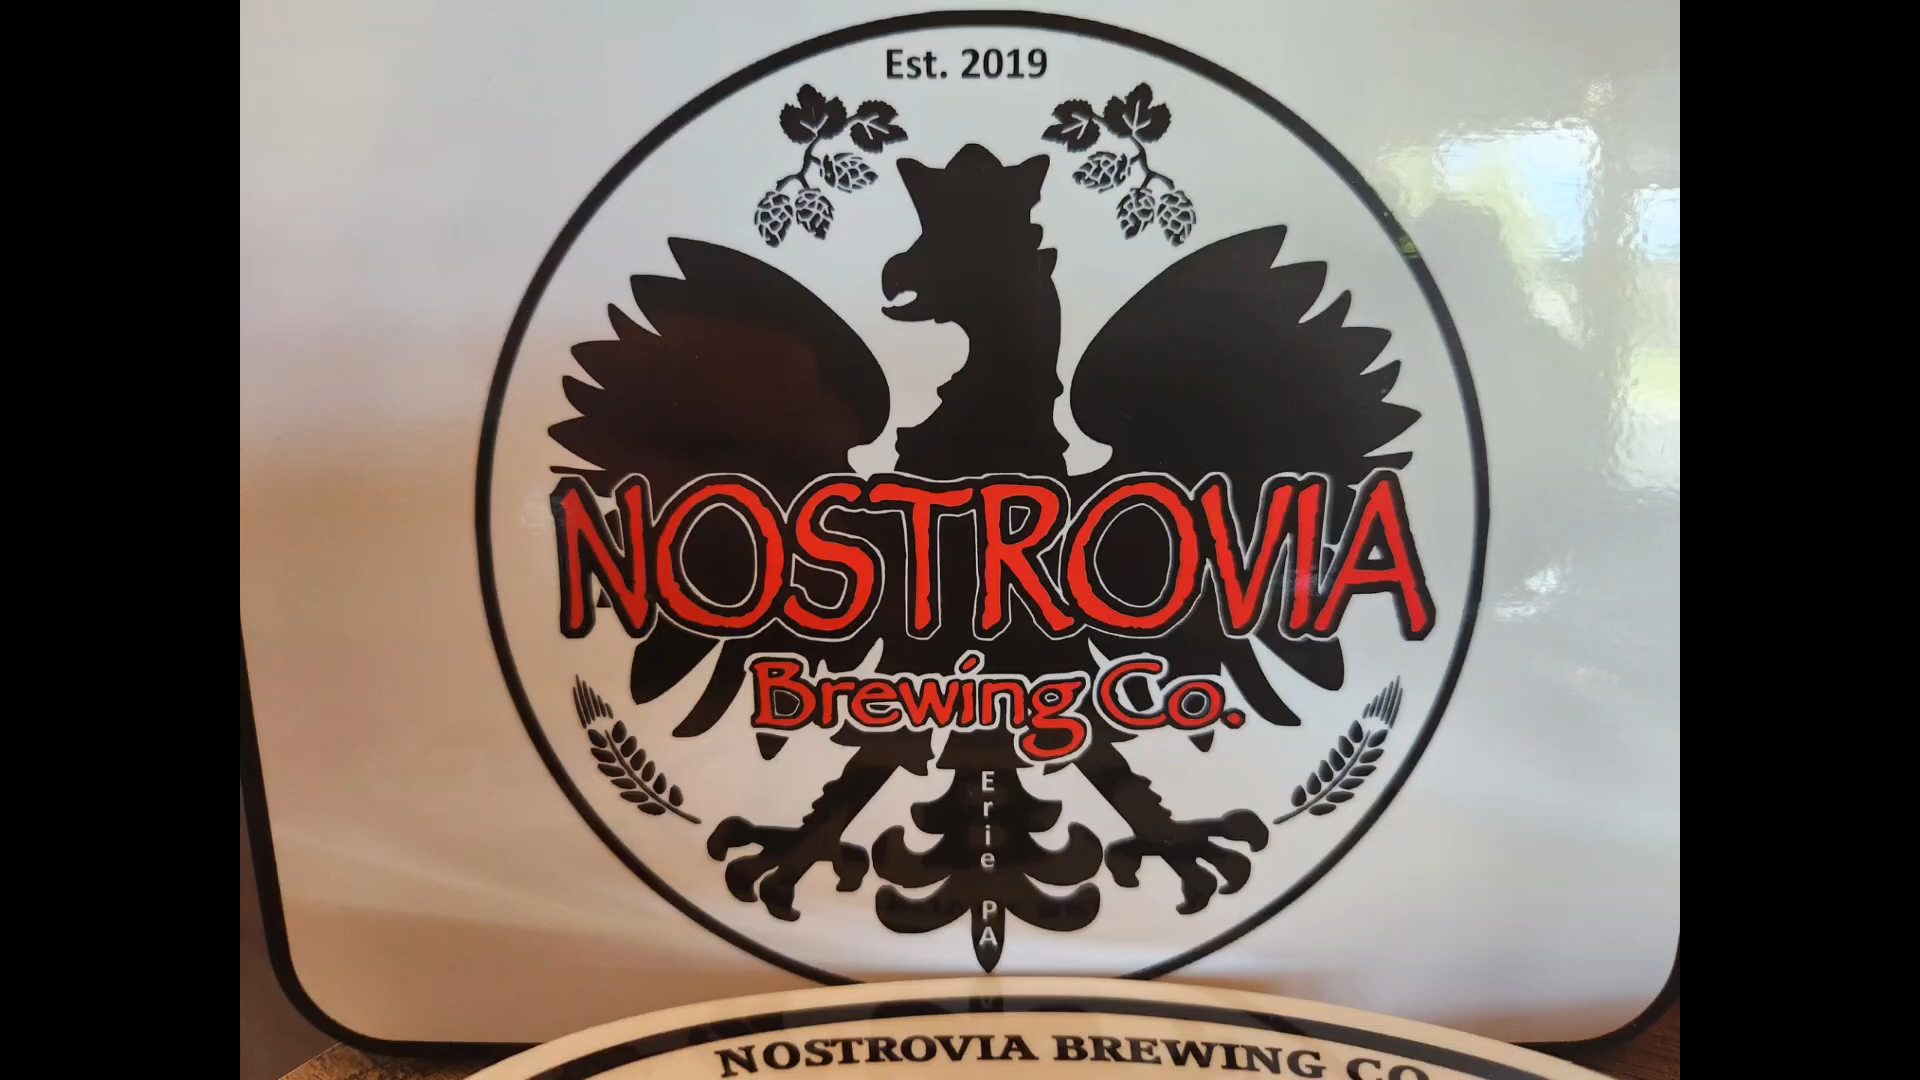 Est. 2019
NOSTROVIA
Brewing Co.
Erie PA
NOSTROVIA BREWING CO